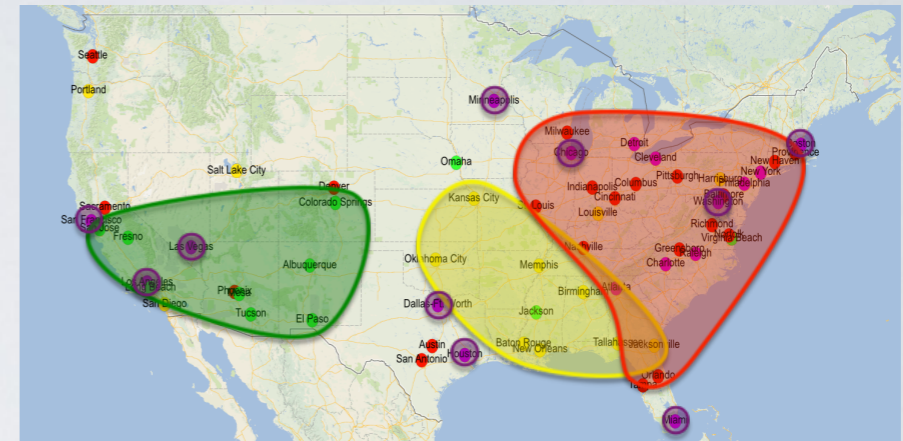 Seattle
Portland
Minneapolis
Milwaukee
Chicago
Detroit
Cleveland
Boston
Providence
New Haven
New York
Omaha
Salt Lake City
Denver
Colorado Springs
Kansas City
Indianapolis
Columbus
Pittsburgh
Harrisburg
Philadelphia
Baltimore
Washington
Cincinnati
St Louis
Louisville
Sacramento
San Francisco
San Jose
Fresno
Las Vegas
Richmond
Norfolk
Virginia Beach
Nashville
Greensboro
Raleigh
Charlotte
Albuquerque
Oklahoma City
Memphis
Los Angeles
Long Beach
San Diego
Phoenix
Mesa
Tucson
El Paso
Dallas-Ft. Worth
Birmingham
Atlanta
Jackson
Austin
San Antonio
Houston
Baton Rouge
New Orleans
Tallahassee
Jacksonville
Orlando
Tampa
Miami